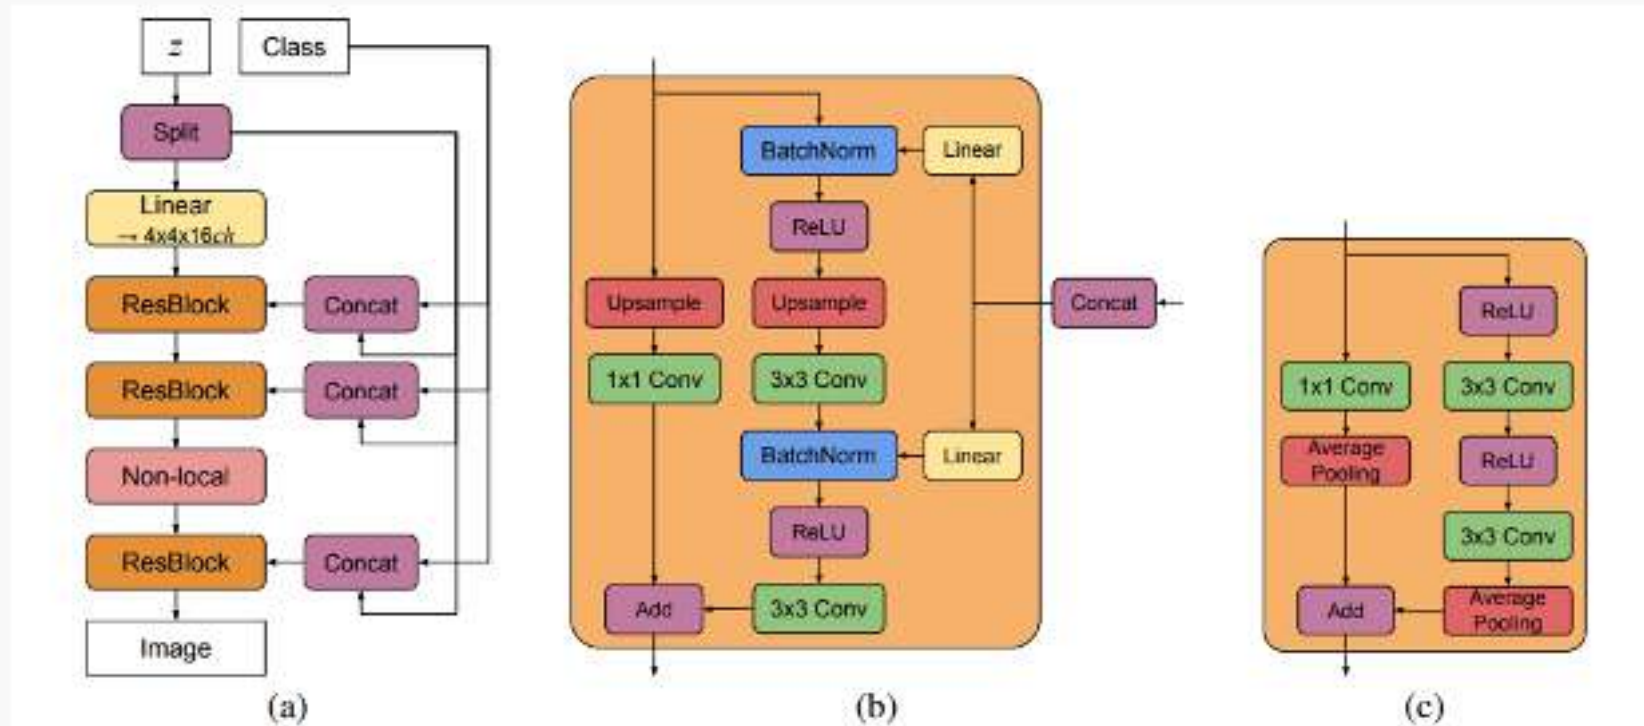 z
Class
Split
Linear
→ 4x4x16ch
ResBlock
Concat
ResBlock
Concat
Non-local
ResBlock
Concat
Image
(a)
BatchNorm
Linear
ReLU
Upsample
Upsample
Concat
1x1 Conv
3x3 Conv
BatchNorm
Linear
ReLU
Add
3x3 Conv
(b)
ReLU
1x1 Conv
3x3 Conv
Average
Pooling
ReLU
3x3 Conv
Add
Average
Pooling
(c)